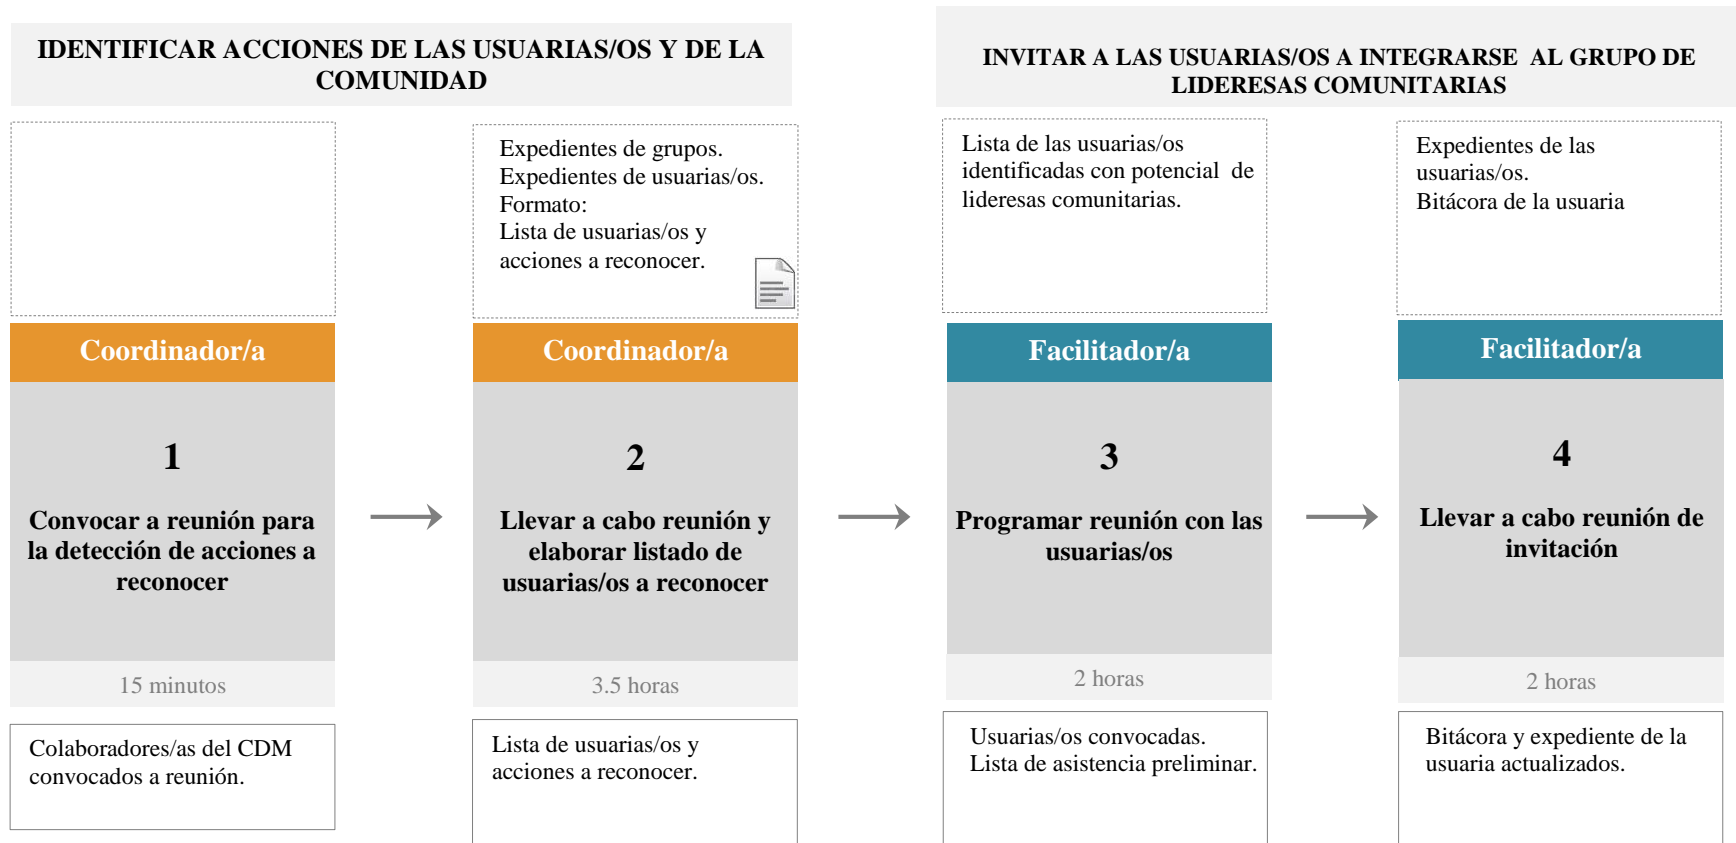 IDENTIFICAR ACCIONES DE LAS USUARIAS/OS Y DE LA
COMUNIDAD
INVITAR A LAS USUARIAS/OS A INTEGRARSE  AL GRUPO DE
LIDERESAS COMUNITARIAS
Expedientes de grupos.
Expedientes de usuarias/os.
Formato:
Lista de usuarias/os y
acciones a reconocer.
Lista de las usuarias/os
identificadas con potencial  de
lideresas comunitarias.
Expedientes de las
usuarias/os.
Bitácora de la usuaria
Coordinador/a
Coordinador/a
Facilitador/a
Facilitador/a
1
Convocar a reunión para
la detección de acciones a
reconocer
2
Llevar a cabo reunión y
elaborar listado de
usuarias/os a reconocer
3
Programar reunión con las
usuarias/os
4
Llevar a cabo reunión de
invitación
15 minutos
3.5 horas
2 horas
2 horas
Colaboradores/as del CDM
convocados a reunión.
Lista de usuarias/os y
acciones a reconocer.
Usuarias/os convocadas.
Lista de asistencia preliminar.
Bitácora y expediente de la
usuaria actualizados.